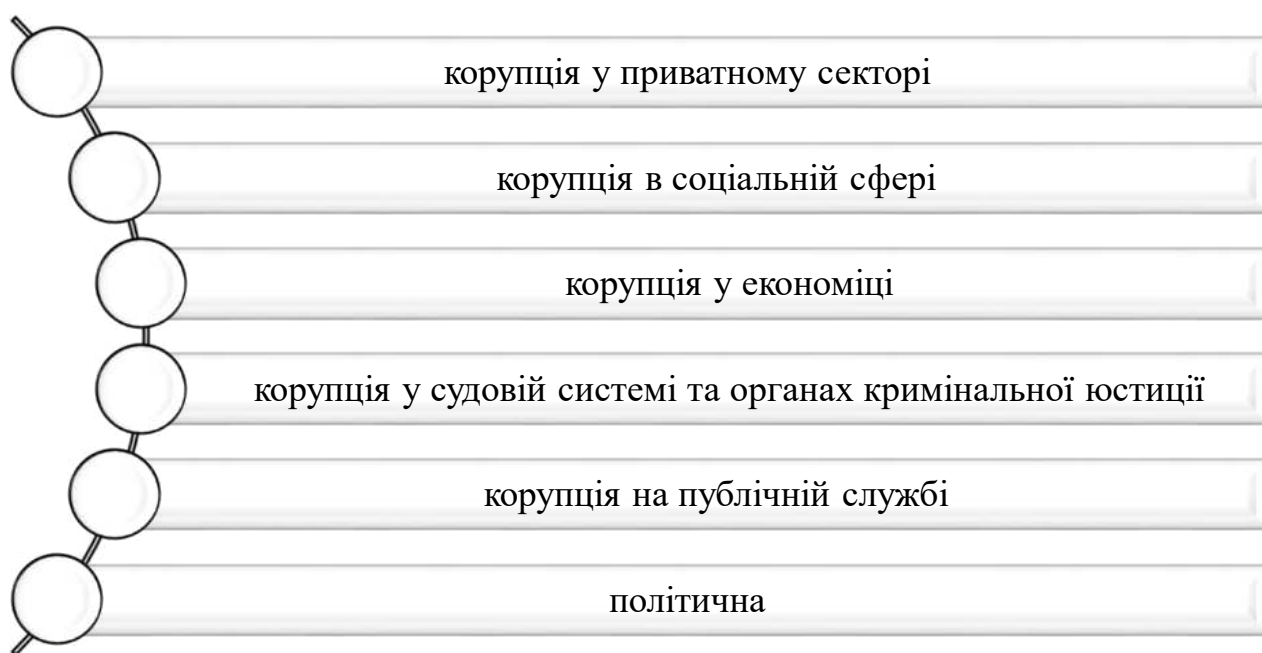 корупція у приватному секторі
корупція в соціальній сфері
корупція у економіці
корупція у судовій системі та органах кримінальної юстиції
корупція на публічній службі
політична